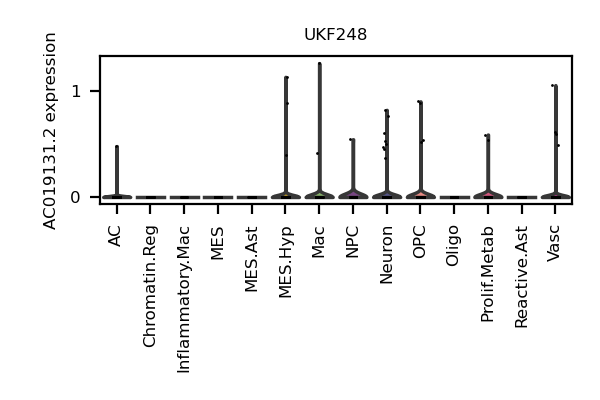 UKF248
AC019131.2 expression
1
0
AC
Chromatin.Reg
Inflammatory.Mac
MES
MES.Ast
MES.Hyp
Mac
NPC
Neuron
OPC
Oligo
Prolif.Metab
Reactive.Ast
Vasc